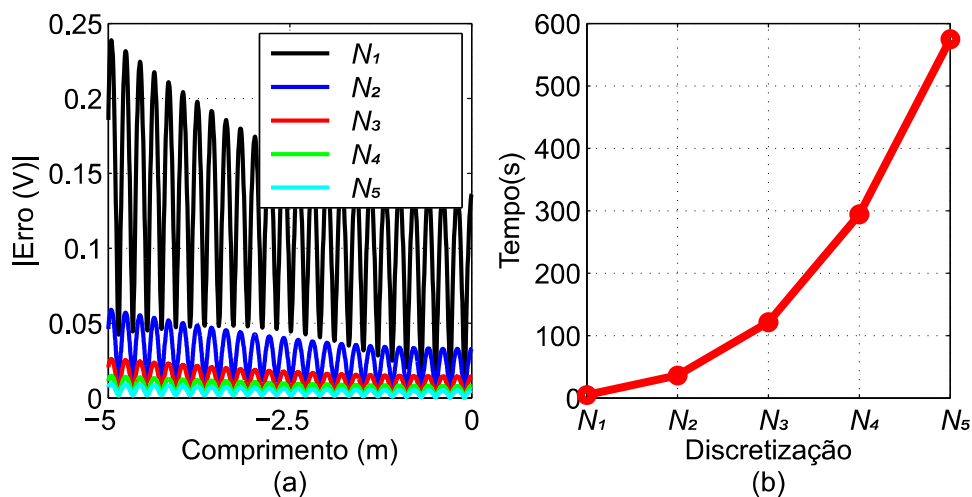 0.25
0.2
0.15
0.1
0.05
0
|Erro (V)|
−5
−2.5
0
Comprimento (m)
(a)
N₁
N₂
N₃
N₄
N₅
600
500
400
300
200
100
0
Tempo(s)
N₁
N₂
N₃
N₄
N₅
Discretização
(b)